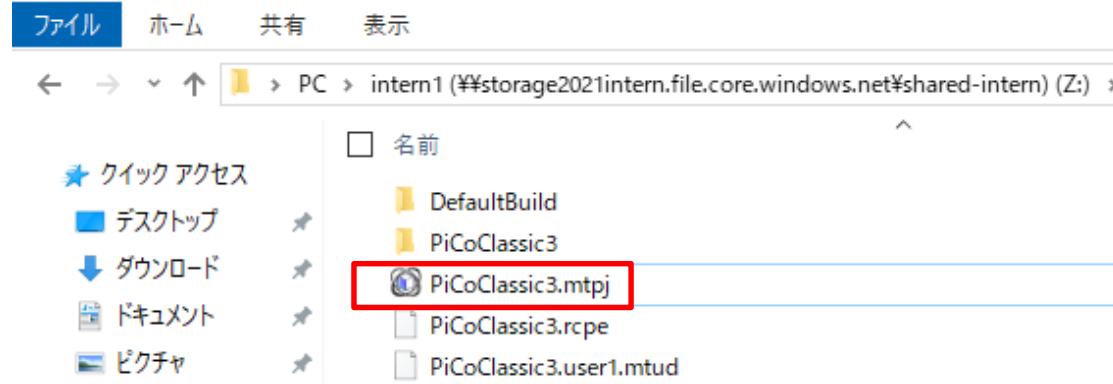 ファイル ホーム 共有 表示
PC › intern1 (¥¥storage2021intern.file.core.windows.net¥shared-intern) (Z:) ›
名前
クイック アクセス
DefaultBuild
デスクトップ
PiCoClassic3
ダウンロード
PiCoClassic3.mtpj
ドキュメント
PiCoClassic3.rcpe
ピクチャ
PiCoClassic3.user1.mtud